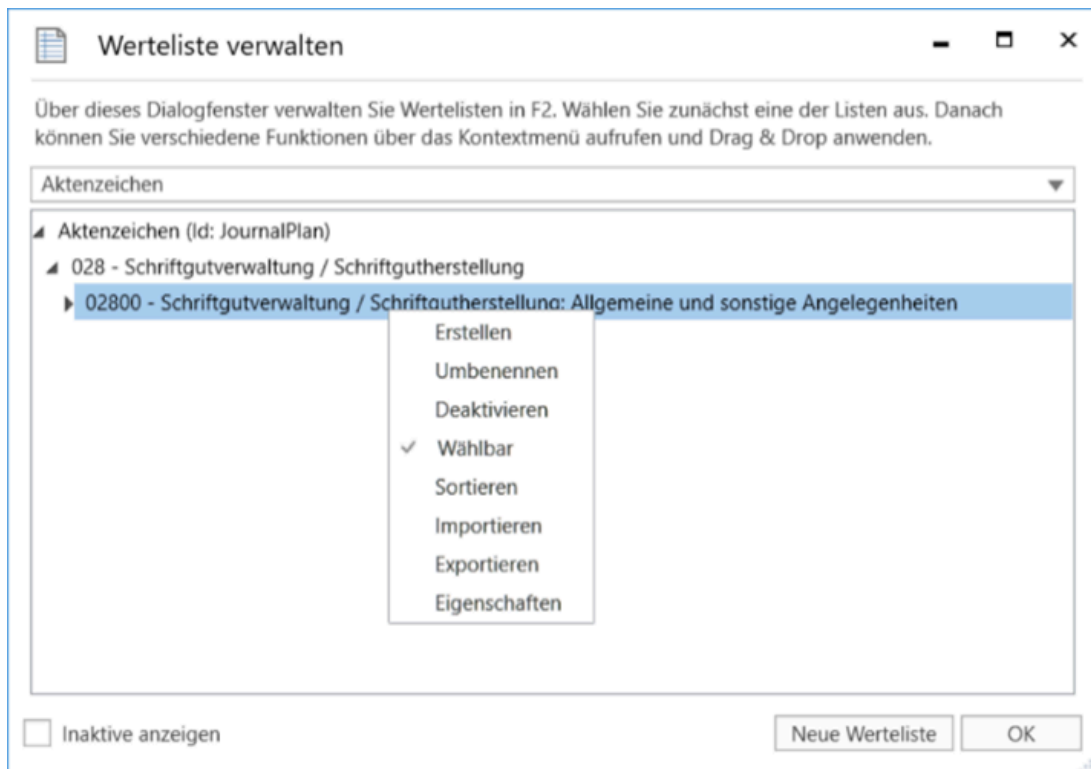 Werteliste verwalten
Über dieses Dialogfenster verwalten Sie Wertelisten in F2. Wählen Sie zunächst eine der Listen aus. Danach
können Sie verschiedene Funktionen über das Kontextmenü aufrufen und Drag & Drop anwenden.
Aktenzeichen
Aktenzeichen (Id: JournalPlan)
028 - Schriftgutverwaltung / Schriftgutherstellung
02800 - Schriftgutverwaltung / Schriftgutherstellung: Allgemeine und sonstige Angelegenheiten
Erstellen
Umbenennen
Deaktivieren
Wählbar
Sortieren
Importieren
Exportieren
Eigenschaften
Inaktive anzeigen
Neue Werteliste
OK